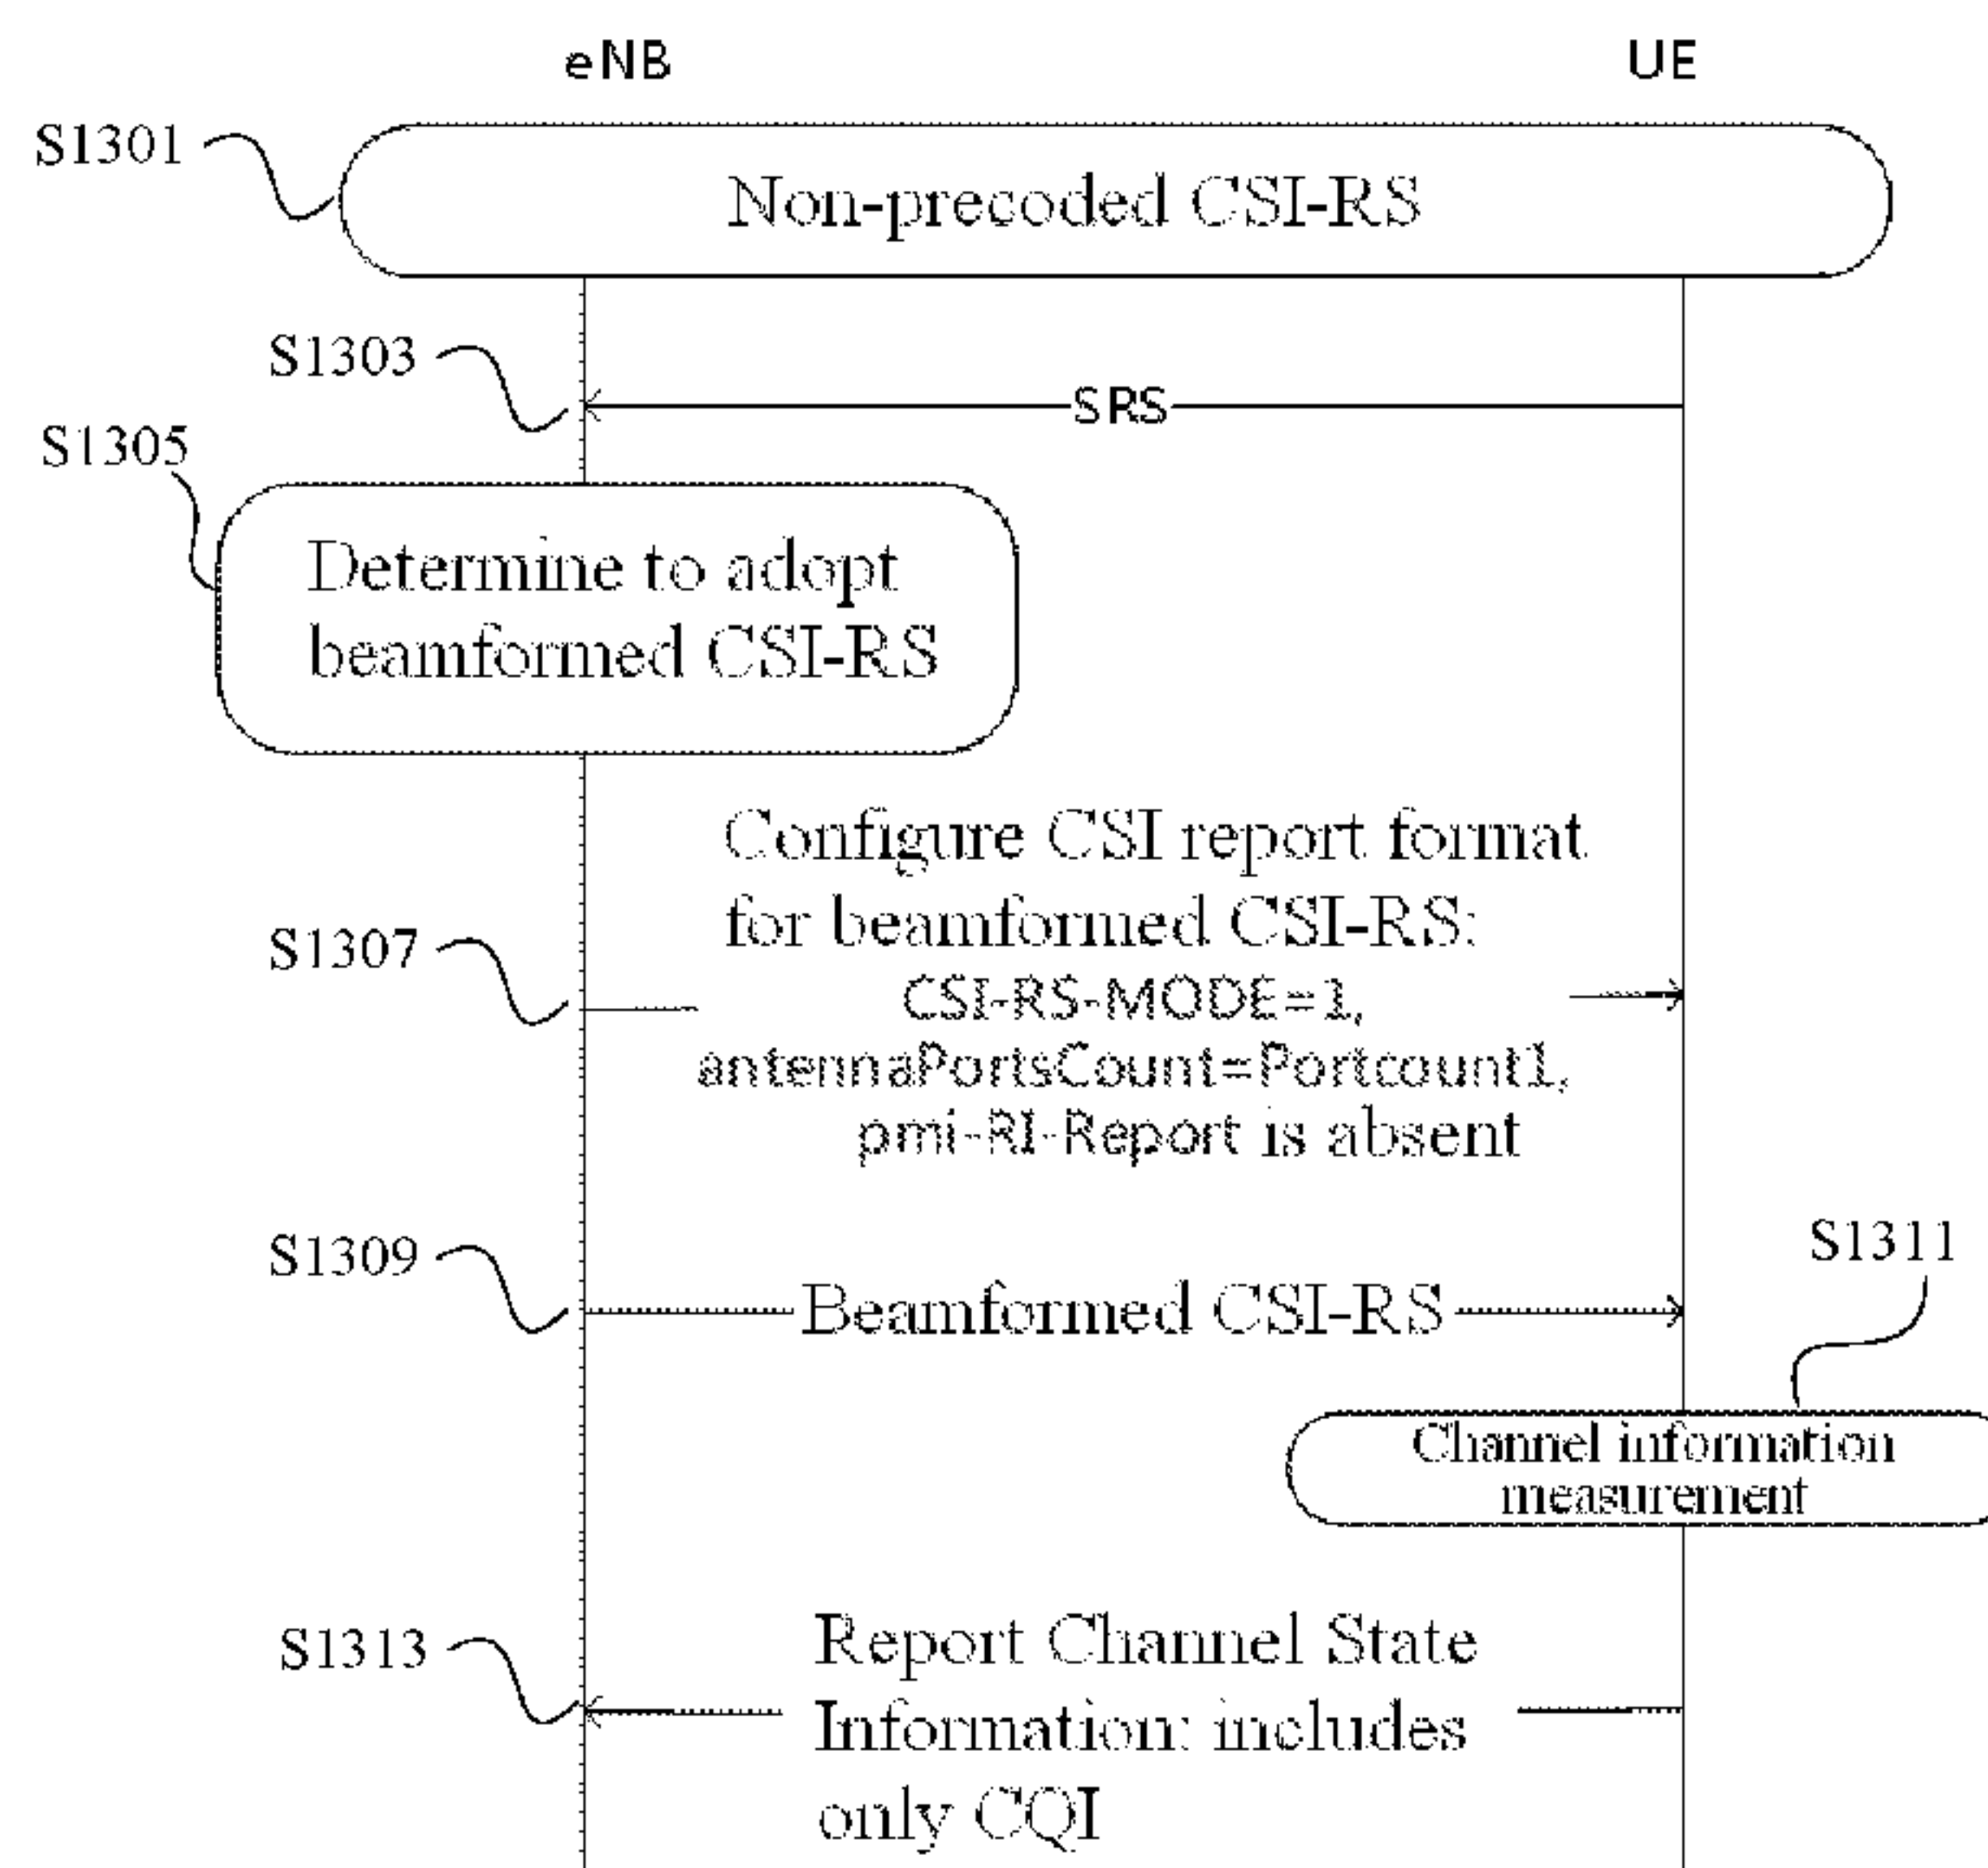 eNB
UE
S1301
Non-precoded CSI-RS
S1303
SRS
S1305
Determine to adopt
beamformed CSI-RS
Configure CSI report format
for beamformed CSI-RS:
S1307
CSI-RS-MODE=1,
antennaPortsCount=Portcount1,
pmi-RI-Report is absent
S1309
Beamformed CSI-RS
S1311
Channel information
measurement
S1313
Report Channel State
Information: includes
only CQI